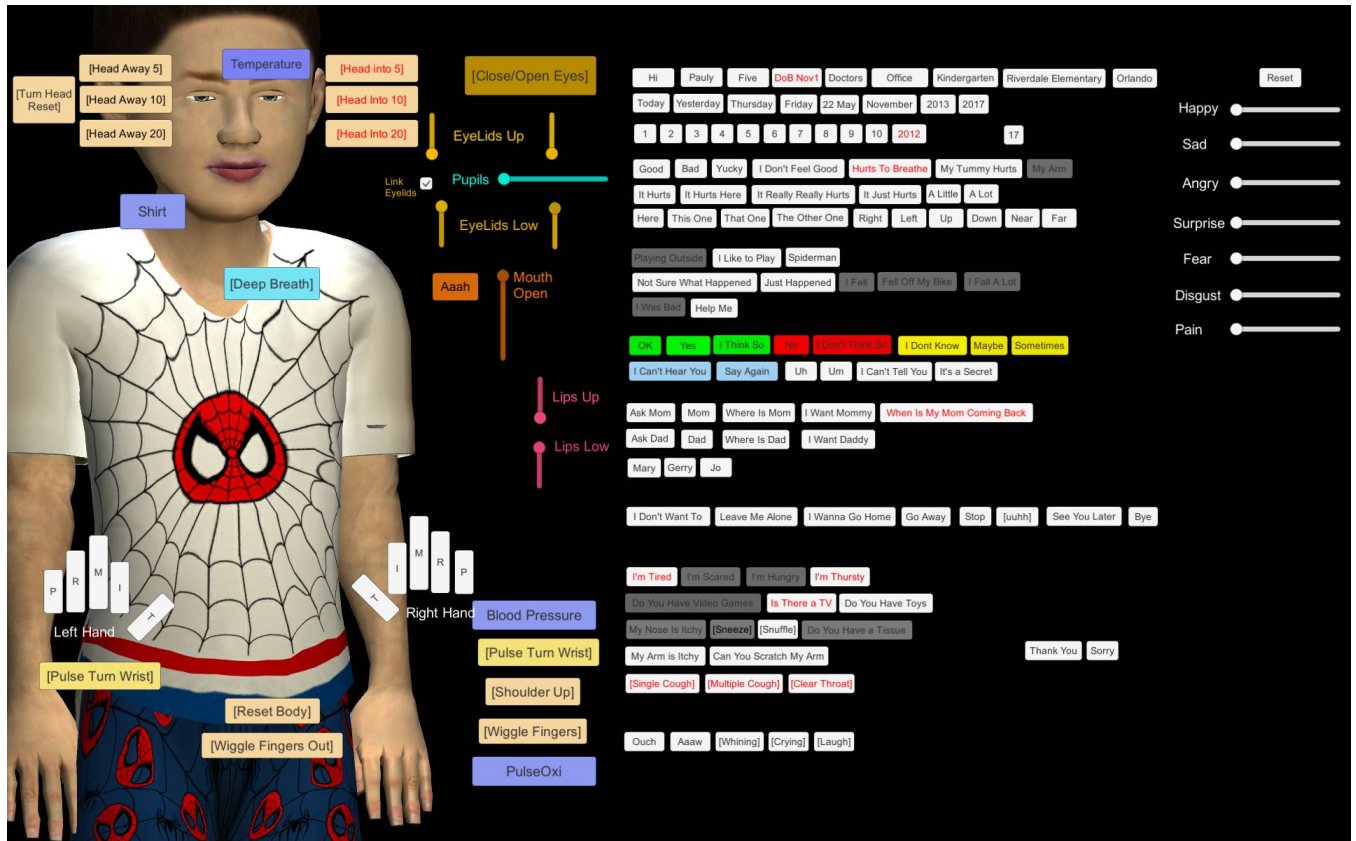 [Head Away 5] Temperature [Head into 5]
[Turn Head Reset] [Head Away 10] [Head Into 10]
[Head Away 20] [Head Into 20]
Shirt
[Deep Breath]
[Close/Open Eyes]
EyeLids Up
Link Eyelids Pupils
EyeLids Low
Aaah Mouth Open
Lips Up
Lips Low
P R M I T
Left Hand
I M R P T
Right Hand
[Pulse Turn Wrist]
[Reset Body]
[Wiggle Fingers Out]
Blood Pressure
[Pulse Turn Wrist]
[Shoulder Up]
[Wiggle Fingers]
PulseOxi
Hi Pauly Five DoB Nov1 Doctors Office Kindergarten Riverdale Elementary Orlando
Today Yesterday Thursday Friday 22 May November 2013 2017
1 2 3 4 5 6 7 8 9 10 2012 17
Good Bad Yucky I Don't Feel Good Hurts To Breathe My Tummy Hurts My Arm
It Hurts It Hurts Here It Really Really Hurts It Just Hurts A Little A Lot
Here This One That One The Other One Right Left Up Down Near Far
Playing Outside I Like to Play Spiderman
Not Sure What Happened Just Happened I Fell Fell Off My Bike I Fall A Lot
I Was Bad Help Me
OK Yes I Think So No I Don't Think So I Dont Know Maybe Sometimes
I Can't Hear You Say Again Uh Um I Can't Tell You It's a Secret
Ask Mom Mom Where Is Mom I Want Mommy When Is My Mom Coming Back
Ask Dad Dad Where Is Dad I Want Daddy
Mary Gerry Jo
I Don't Want To Leave Me Alone I Wanna Go Home Go Away Stop [uuhh] See You Later Bye
I'm Tired I'm Scared I'm Hungry I'm Thursty
Do You Have Video Games Is There a TV Do You Have Toys
My Nose Is Itchy [Sneeze] [Snuffle] Do You Have a Tissue
My Arm is Itchy Can You Scratch My Arm Thank You Sorry
[Single Cough] [Multiple Cough] [Clear Throat]
Ouch Aaaw [Whining] [Crying] [Laugh]
Reset
Happy
Sad
Angry
Surprise
Fear
Disgust
Pain